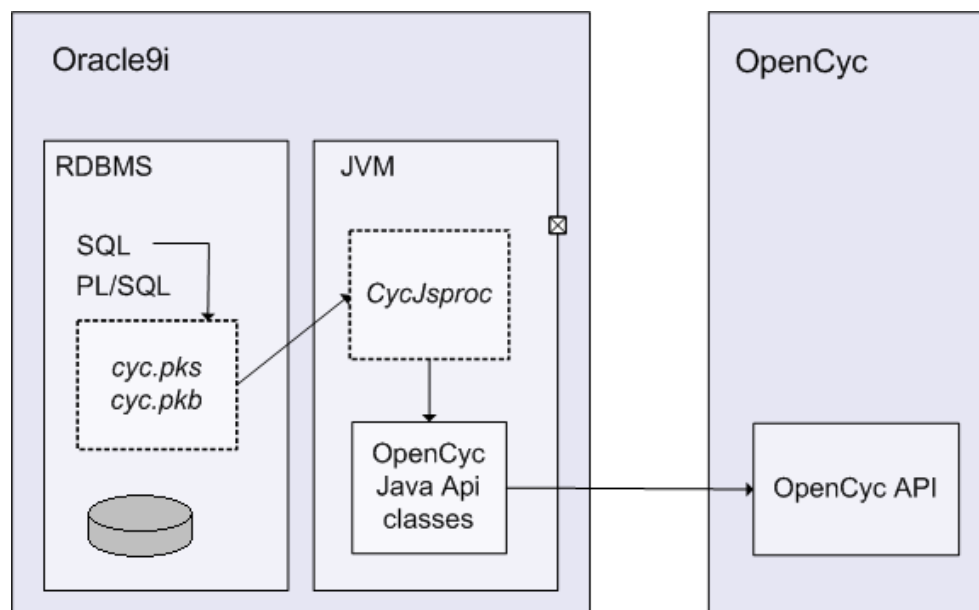 Oracle9i
OpenCyc
RDBMS
JVM
SQL
PL/SQL
cyc.pks
cyc.pkb
CycJsproc
OpenCyc
Java Api
classes
OpenCyc API